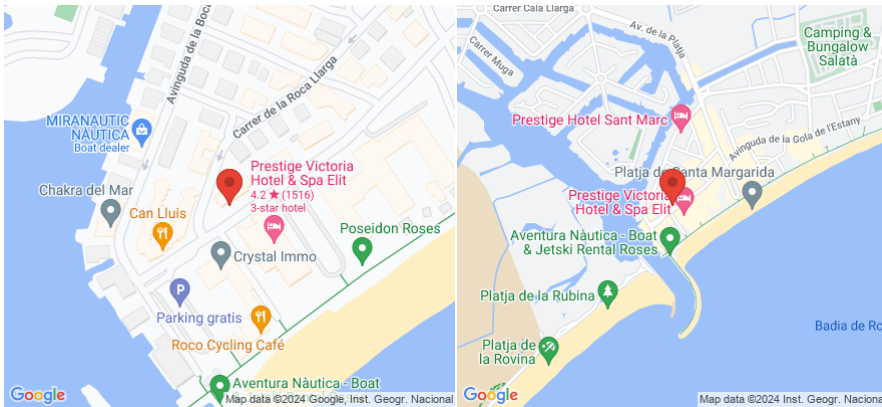 Avinguda de la Boca
Carrer de la Roca Llarga
MIRANAUTIC
NÀUTICA
Boat dealer
Prestige Victoria
Hotel & Spa Elit
4.2 ★ (1516)
3-star hotel
Chakra del Mar
Can Lluis
Poseidon Roses
Crystal Immo
Parking gratis
Roco Cycling Café
Aventura Nàutica - Boat
Google
Map data ©2024 Google, Inst. Geogr. Nacional
Carrer Cala Llarga
Av. de la Platja
Carrer Muga
Camping &
Bungalow
Salatà
Prestige Hotel Sant Marc
Avinguda de la Gola de l'Estany
Platja de Santa Margarida
Prestige Victoria
Hotel & Spa Elit
Aventura Nàutica - Boat
& Jetski Rental Roses
Platja de la Rubina
Badia de Ro
Platja de
la Rovina
Google
Map data ©2024 Inst. Geogr. Nacional